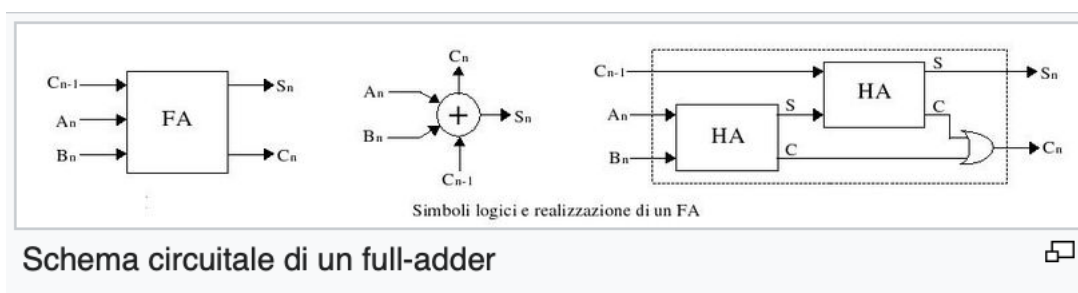 Cn-1 Sn
An FA
Bn Cn
Cn
An
+ Sn
Bn
Cn-1
Cn-1 S Sn
HA
An S C
HA
Bn C Cn
Simboli logici e realizzazione di un FA
Schema circuitale di un full-adder